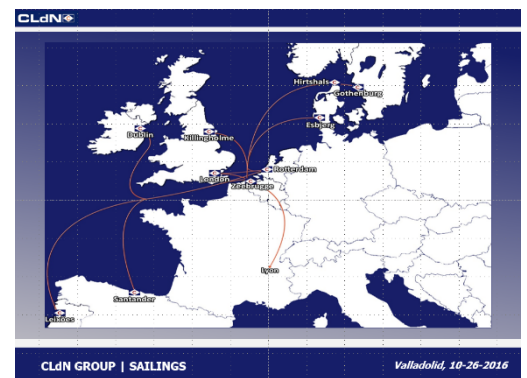 CLdN
Hirtshals
Gothenburg
Esbjerg
Dublin
Killingholme
Rotterdam
London
Zeebrugge
Lyon
Santander
Leixoes
CLdN GROUP | SAILINGS
Valladolid, 10-26-2016